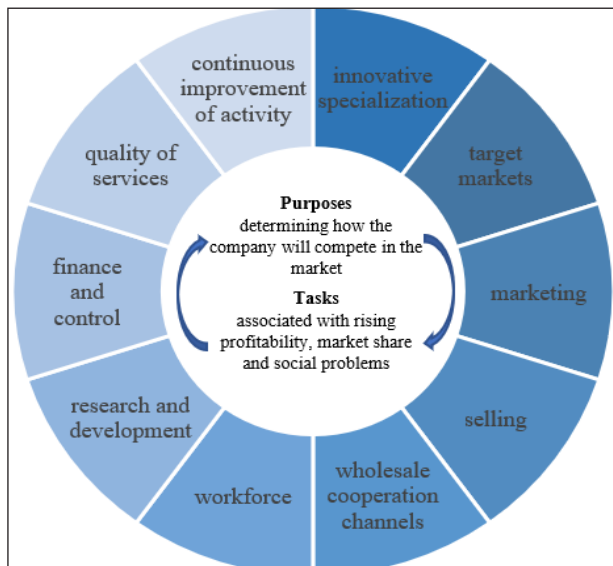 continuous
improvement
of activity
innovative
specialization
target
markets
marketing
selling
wholesale
cooperation
channels
workforce
research and
development
finance
and
control
quality of
services
Purposes
determining how the
company will compete in the
market
Tasks
associated with rising
profitability, market share
and social problems